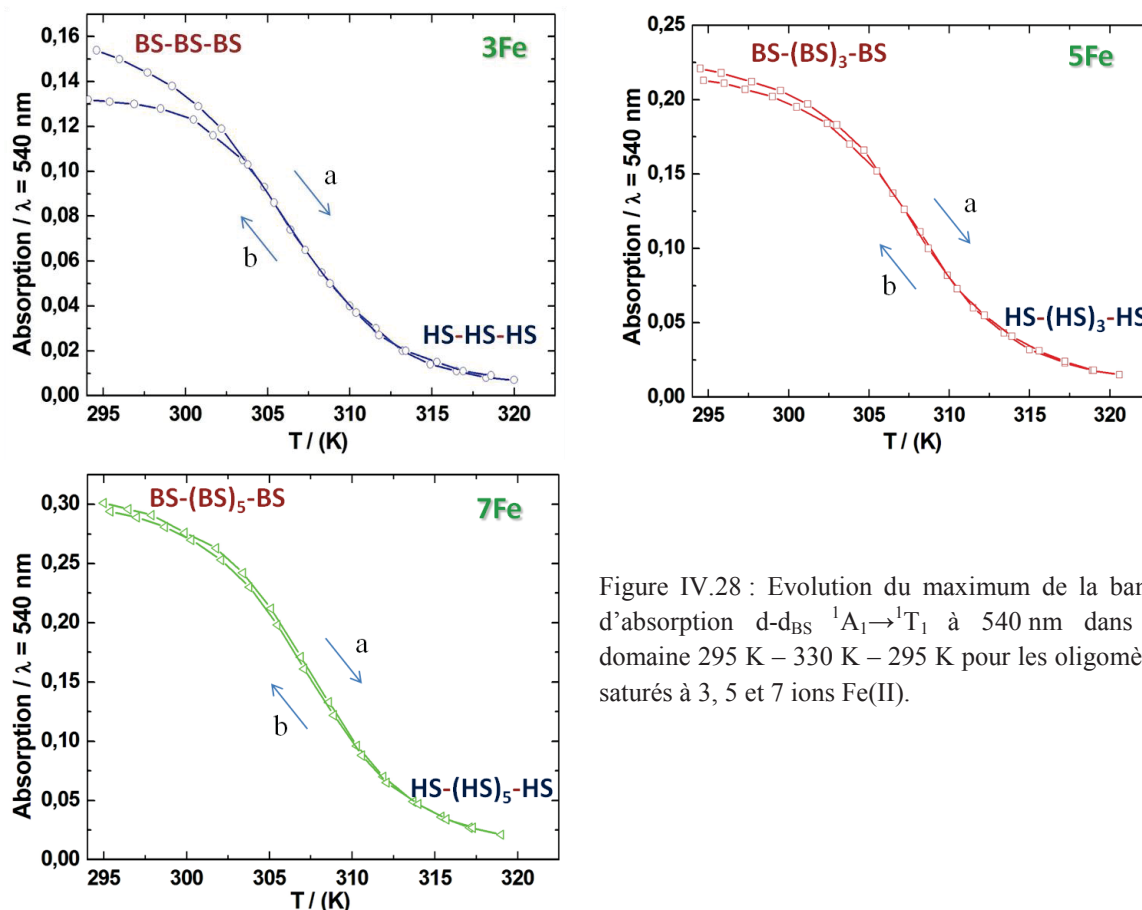 0,16
0,14
0,12
0,10
0,08
0,06
0,04
0,02
0,00
Absorption / λ = 540 nm
BS-BS-BS
3Fe
a
b
HS-HS-HS
295 300 305 310 315 320
T / (K)
0,25
0,20
0,15
0,10
0,05
0,00
Absorption / λ = 540 nm
BS-(BS)3-BS
5Fe
a
b
HS-(HS)3-HS
295 300 305 310 315 320
T / (K)
0,30
0,25
0,20
0,15
0,10
0,05
0,00
Absorption / λ = 540 nm
BS-(BS)5-BS
7Fe
a
b
HS-(HS)5-HS
295 300 305 310 315 320
T / (K)
Figure IV.28 : Evolution du maximum de la
d'absorption d-dBS ¹A1→¹T1 à 540 nm dans
domaine 295 K – 330 K – 295 K pour les
saturés à 3, 5 et 7 ions Fe(II).